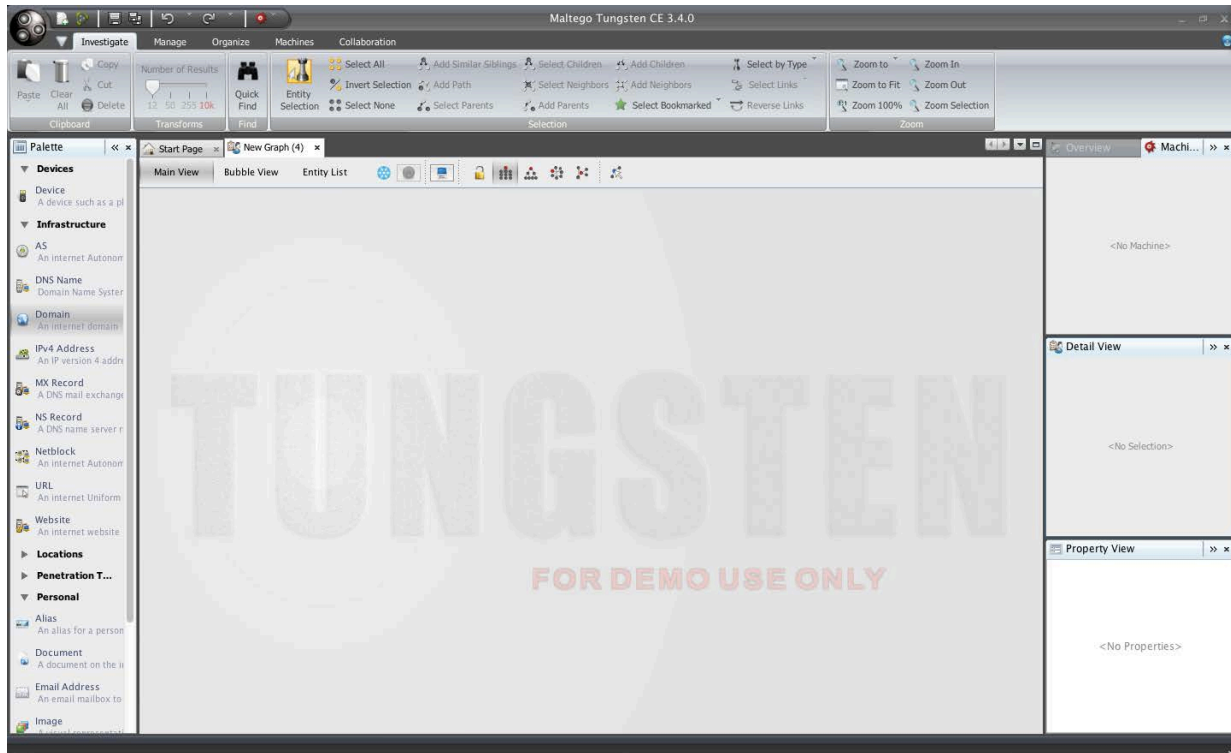 Maltego Tungsten CE 3.4.0
Investigate Manage Organize Machines Collaboration
Copy Number of Results Select All Add Similar Siblings Select Children Add Children Select by Type Zoom to Zoom In
Cut Invert Selection Add Path Select Neighbors Add Neighbors Select Links Zoom to Fit Zoom Out
Paste Clear All Delete 12 50 255 10k Quick Find Entity Selection Select None Select Parents Add Parents Select Bookmarked Reverse Links Zoom 100% Zoom Selection
Clipboard Transforms Find Selection Zoom
Palette Start Page New Graph (4) Overview Machi...
Devices Main View Bubble View Entity List
Device
A device such as a pl
Infrastructure
AS
An internet Autonom
<No Machine>
DNS Name
Domain Name Syster
Domain
An internet domain
IPv4 Address
An IP version 4 addre
Detail View
MX Record
A DNS mail exchange
NS Record
A DNS name server r
Netblock
An internet Autonom
<No Selection>
URL
An internet Uniform
Website
An internet website
TUNGSTEN
FOR DEMO USE ONLY
Locations
Property View
Penetration T...
Personal
Alias
An alias for a person
Document
A document on the in
<No Properties>
Email Address
An email mailbox to
Image